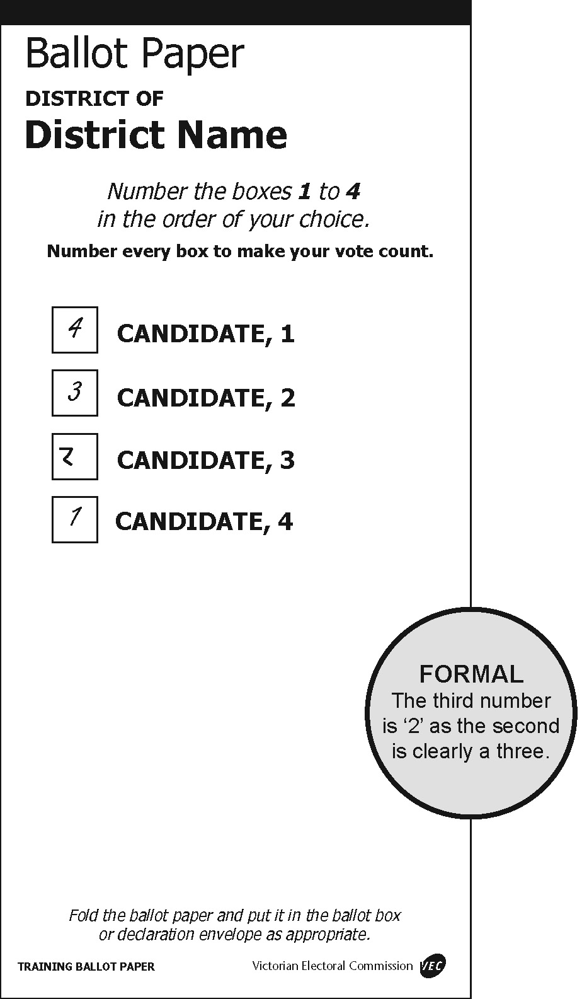 Ballot Paper
DISTRICT OF
District Name
Number the boxes 1 to 4
in the order of your choice.
Number every box to make your vote count.
4 CANDIDATE, 1
3 CANDIDATE, 2
2 CANDIDATE, 3
1 CANDIDATE, 4
FORMAL
The third number
is ‘2’ as the second
is clearly a three.
Fold the ballot paper and put it in the ballot box
or declaration envelope as appropriate.
TRAINING BALLOT PAPER
Victorian Electoral Commission VEC